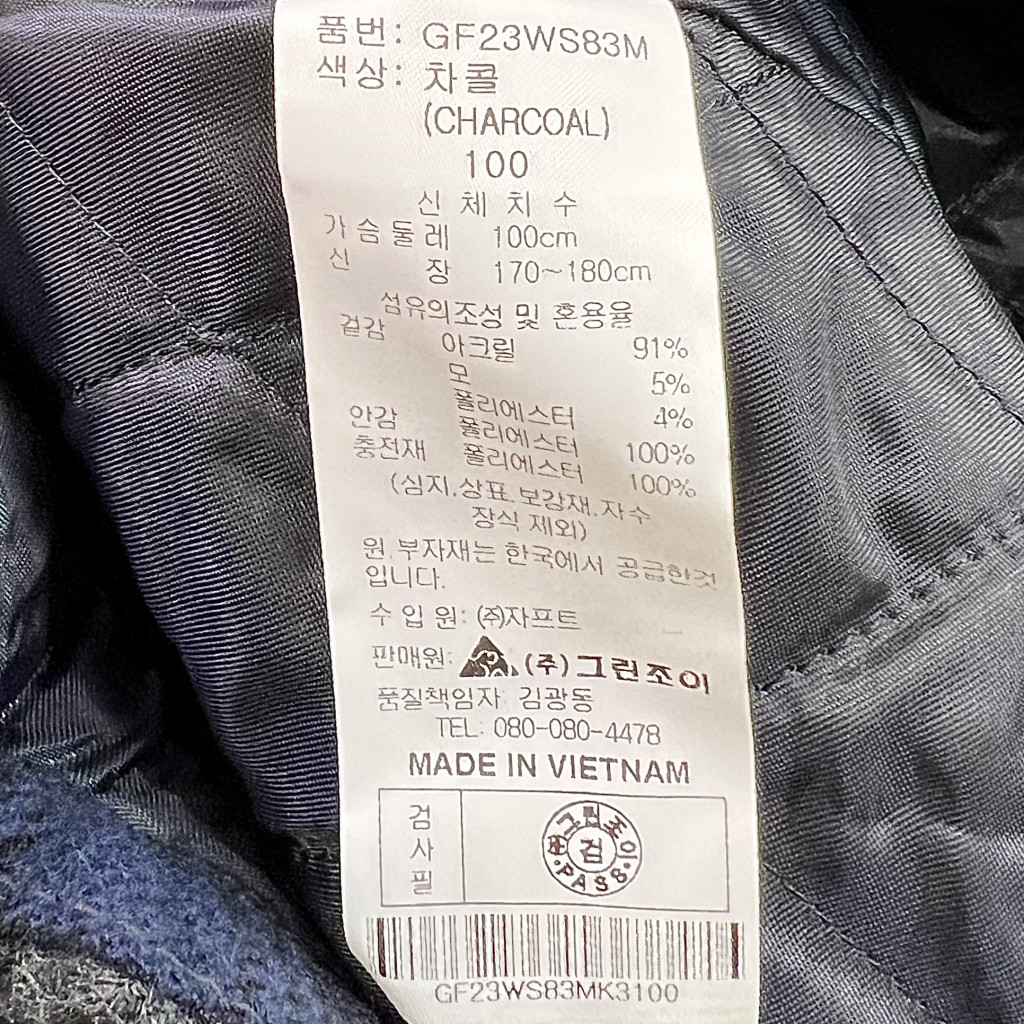 품번: GF23WS83M
색상: 차콜
(CHARCOAL)
100
신 체 치 수
가 슴 둘 레 100cm
신 장 170~180cm
섬유의조성 및 혼용율
겉감 아크릴 91%
모 5%
폴리에스터 4%
안감 폴리에스터 100%
충전재 폴리에스터 100%
(심지.상표.보강재.자수
장식 제외)
원.부자재는 한국에서 공급한것
입니다.
수 입 원: ㈜자프트
판매원: (주)그린조이
품질책임자: 김광동
TEL: 080-080-4478
MADE IN VIETNAM
검사필
그린조이
검
PASS
GF23WS83MK3100